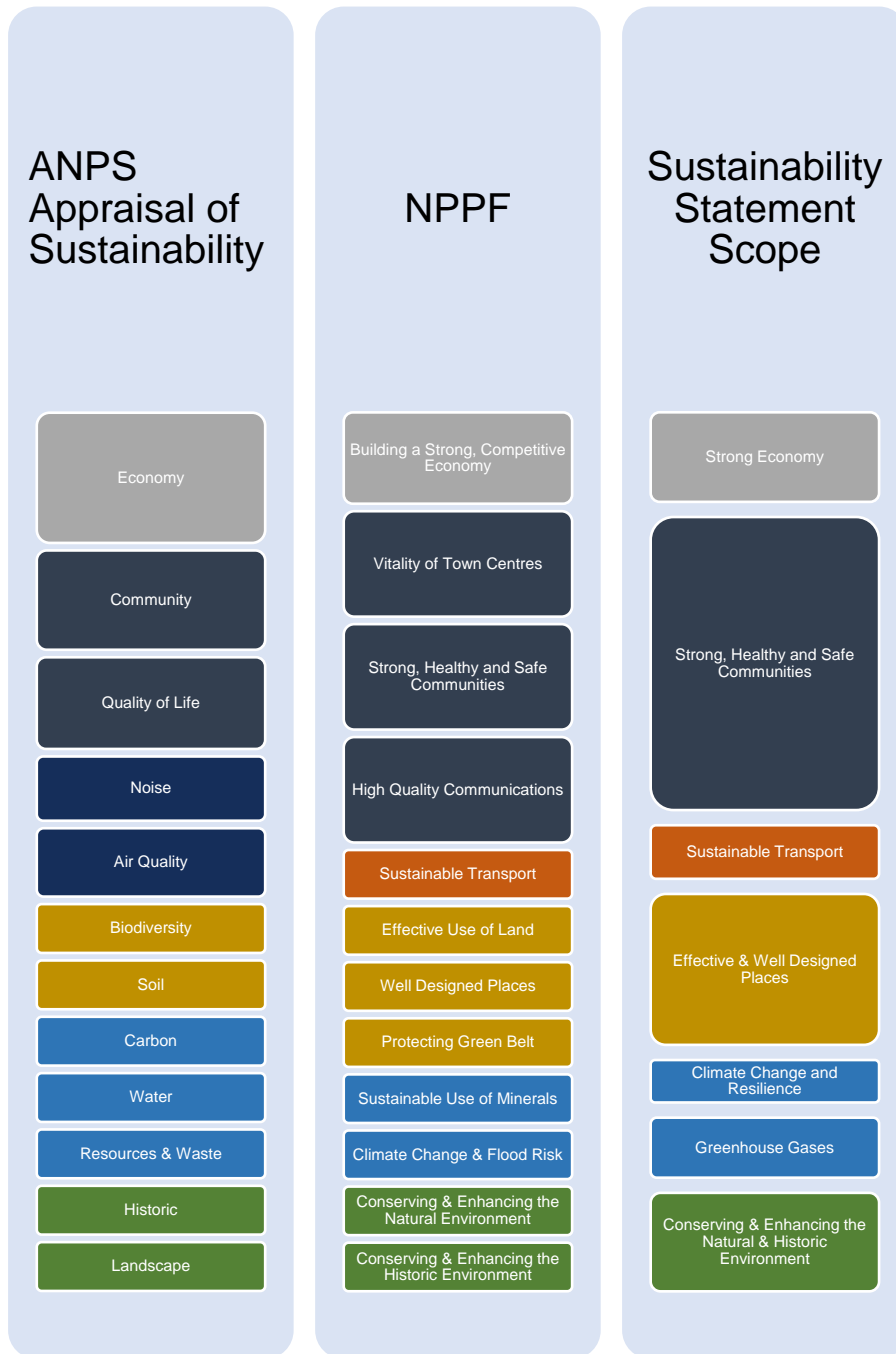 ANPS
Appraisal of
Sustainability
Economy
Community
Quality of Life
Noise
Air Quality
Biodiversity
Soil
Carbon
Water
Resources & Waste
Historic
Landscape
NPPF
Building a Strong, Competitive
Economy
Vitality of Town Centres
Strong, Healthy and Safe
Communities
High Quality Communications
Sustainable Transport
Effective Use of Land
Well Designed Places
Protecting Green Belt
Sustainable Use of Minerals
Climate Change & Flood Risk
Conserving & Enhancing the
Natural Environment
Conserving & Enhancing the
Historic Environment
Sustainability
Statement
Scope
Strong Economy
Strong, Healthy and Safe
Communities
Sustainable Transport
Effective & Well Designed
Places
Climate Change and
Resilience
Greenhouse Gases
Conserving & Enhancing the
Natural & Historic
Environment